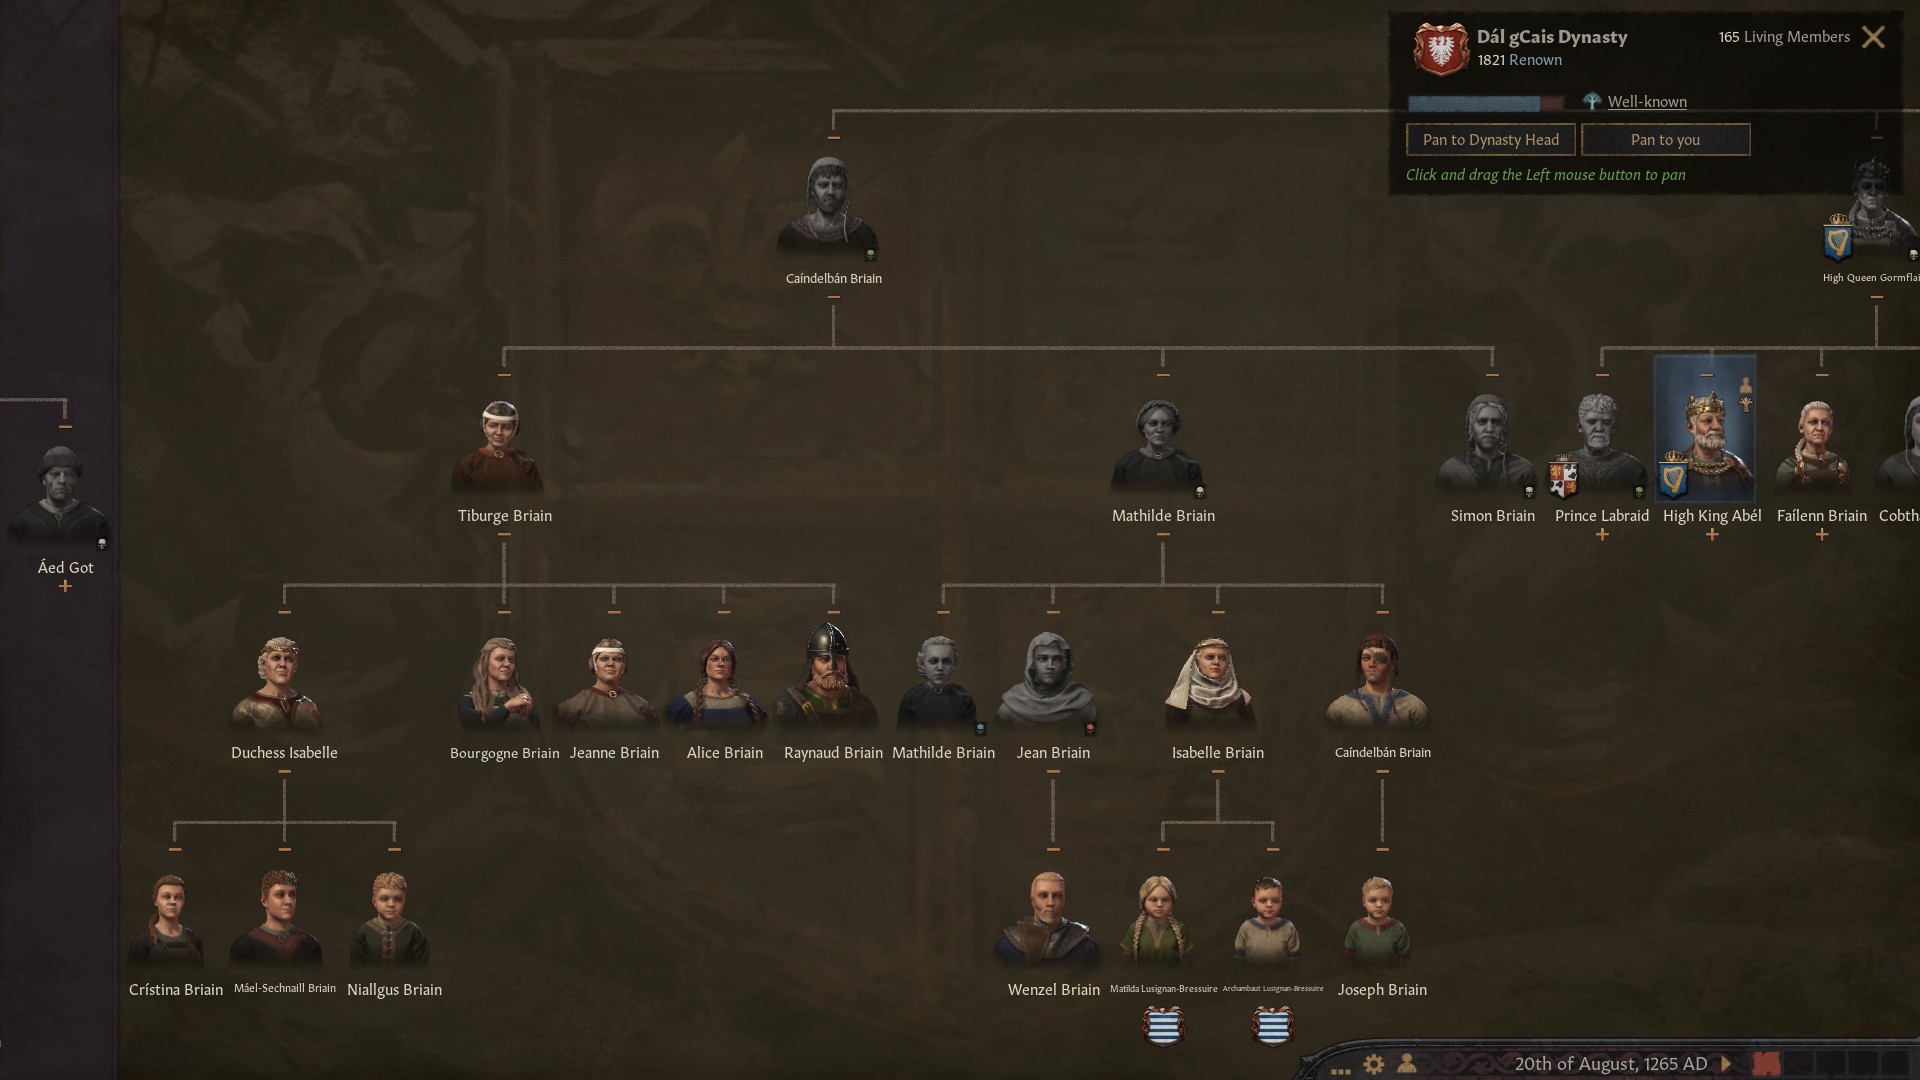 Dál gCais Dynasty
165 Living Members
1821 Renown
Well-known
Pan to Dynasty Head
Pan to you
Click and drag the Left mouse button to pan
Caíndelbán Briain
High Queen Gormflai
Tiburge Briain
Mathilde Briain
Simon Briain
Prince Labraid
High King Abél
Faílenn Briain
Cobtha
Áed Got
Duchess Isabelle
Bourgogne Briain
Jeanne Briain
Alice Briain
Raynaud Briain
Mathilde Briain
Jean Briain
Isabelle Briain
Caíndelbán Briain
Crístina Briain
Máel-Sechnaill Briain
Niallgus Briain
Wenzel Briain
Matilda Lusignan-Bressuire
Archambaut Lusignan-Bressuire
Joseph Briain
20th of August, 1265 AD